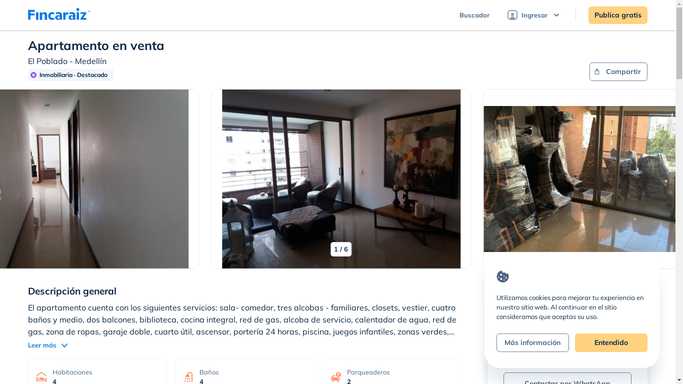 Fincaraiz
Buscador
Ingresar
Publica gratis
Apartamento en venta
El Poblado - Medellín
Inmobiliaria · Destacado
Compartir
1 / 6
Descripción general
El apartamento cuenta con los siguientes servicios: sala- comedor, tres alcobas - familiares, closets, vestier, cuatro
baños y medio, dos balcones, biblioteca, cocina integral, red de gas, alcoba de servicio, calentador de agua, red de
gas, zona de ropas, garaje doble, cuarto útil, ascensor, portería 24 horas, piscina, juegos infantiles, zonas verdes,...
Leer más
Habitaciones
4
Baños
4
Parqueaderos
2
Utilizamos cookies para mejorar tu experiencia en
nuestro sitio web. Al continuar en el sitio
consideramos que aceptas su uso.
Más información
Entendido
Contactar por WhatsApp